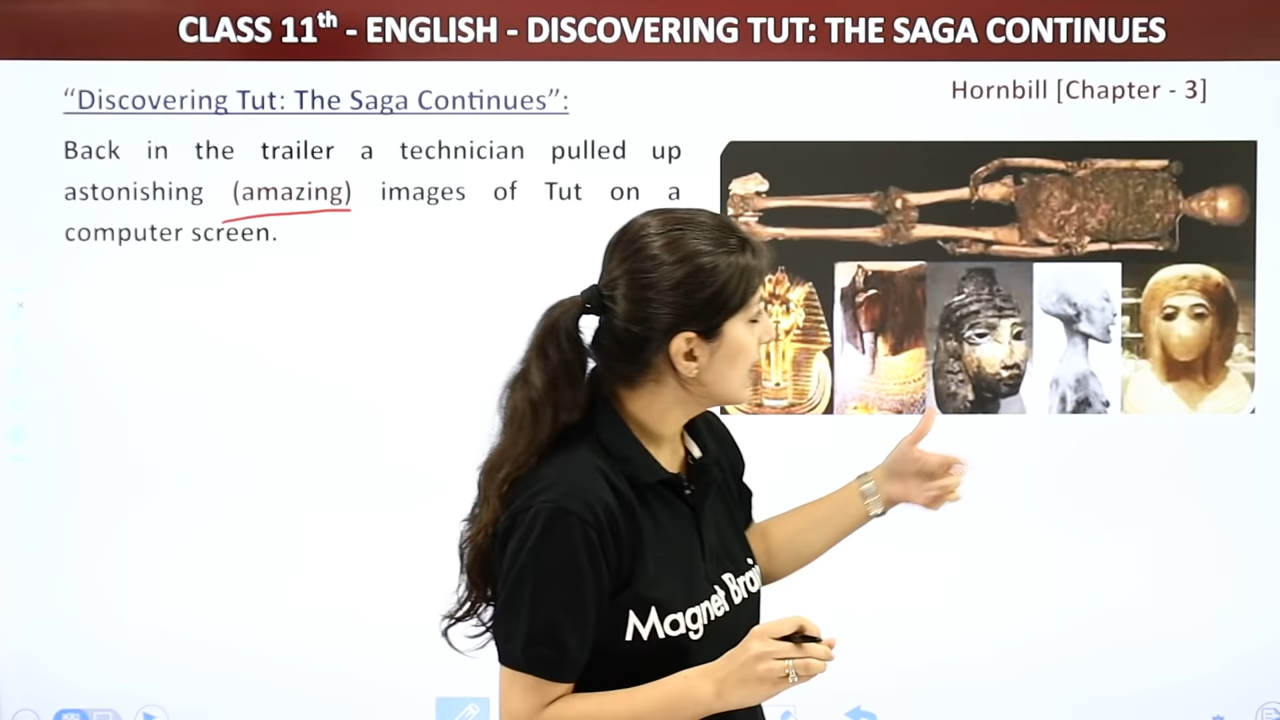 CLASS 11th - ENGLISH - DISCOVERING TUT: THE SAGA CONTINUES
“Discovering Tut: The Saga Continues”:
Hornbill [Chapter - 3]
Back in the trailer a technician pulled up
astonishing (amazing) images of Tut on a
computer screen.
Magnet Brai